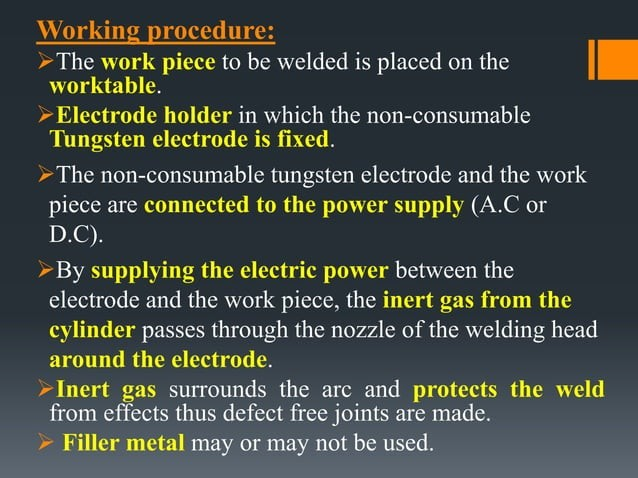 Working procedure:
➢The work piece to be welded is placed on the
worktable.
➢Electrode holder in which the non-consumable
Tungsten electrode is fixed.
➢The non-consumable tungsten electrode and the work
piece are connected to the power supply (A.C or
D.C).
➢By supplying the electric power between the
electrode and the work piece, the inert gas from the
cylinder passes through the nozzle of the welding head
around the electrode.
➢Inert gas surrounds the arc and protects the weld
from effects thus defect free joints are made.
➢ Filler metal may or may not be used.